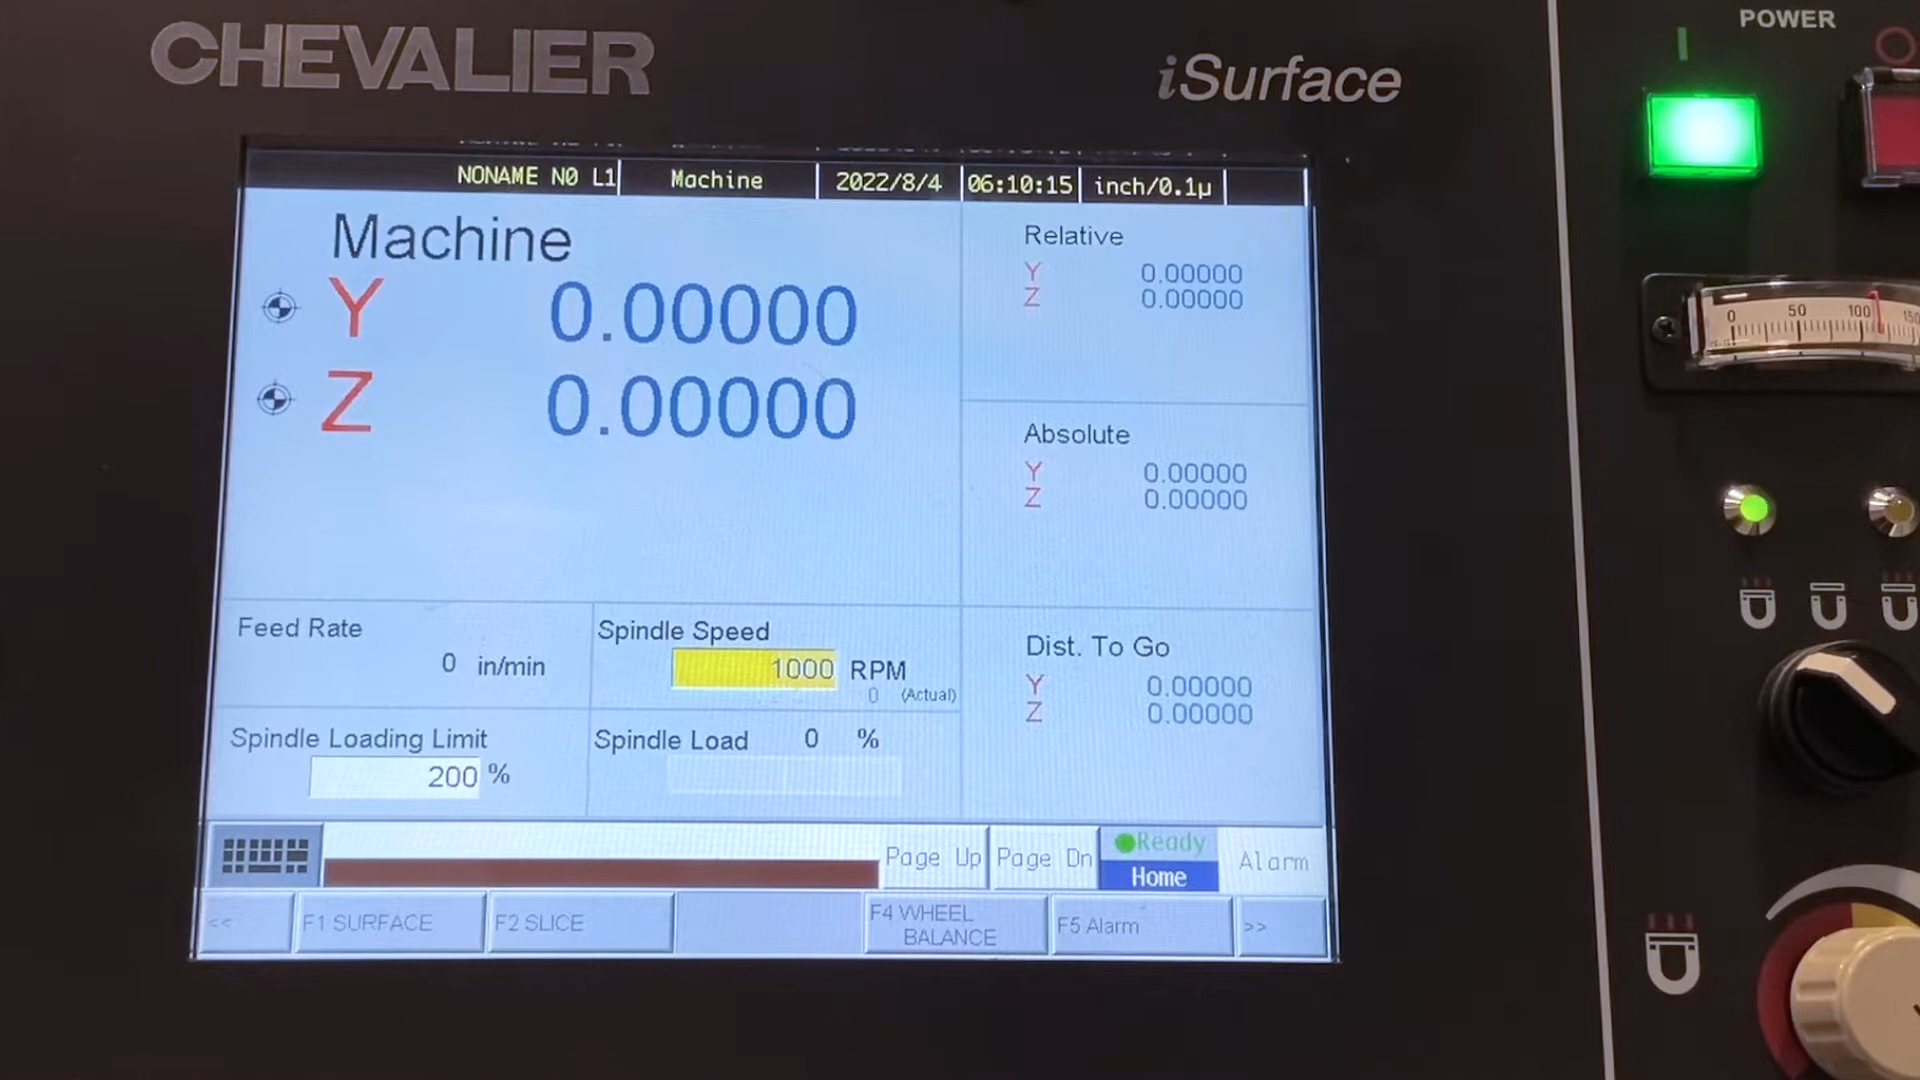 CHEVALIER
iSurface
POWER
NONAME N0 L1 Machine 2022/8/4 06:10:15 inch/0.1µ
Machine
Y 0.00000
Z 0.00000
Relative
Y 0.00000
Z 0.00000
Absolute
Y 0.00000
Z 0.00000
Feed Rate
0 in/min
Spindle Speed
1000 RPM
0 (Actual)
Dist. To Go
Y 0.00000
Z 0.00000
Spindle Loading Limit
200 %
Spindle Load 0 %
Page Up Page Dn Ready
Home
Alarm
<< F1 SURFACE F2 SLICE F4 WHEEL
BALANCE
F5 Alarm >>
0 50 100 150